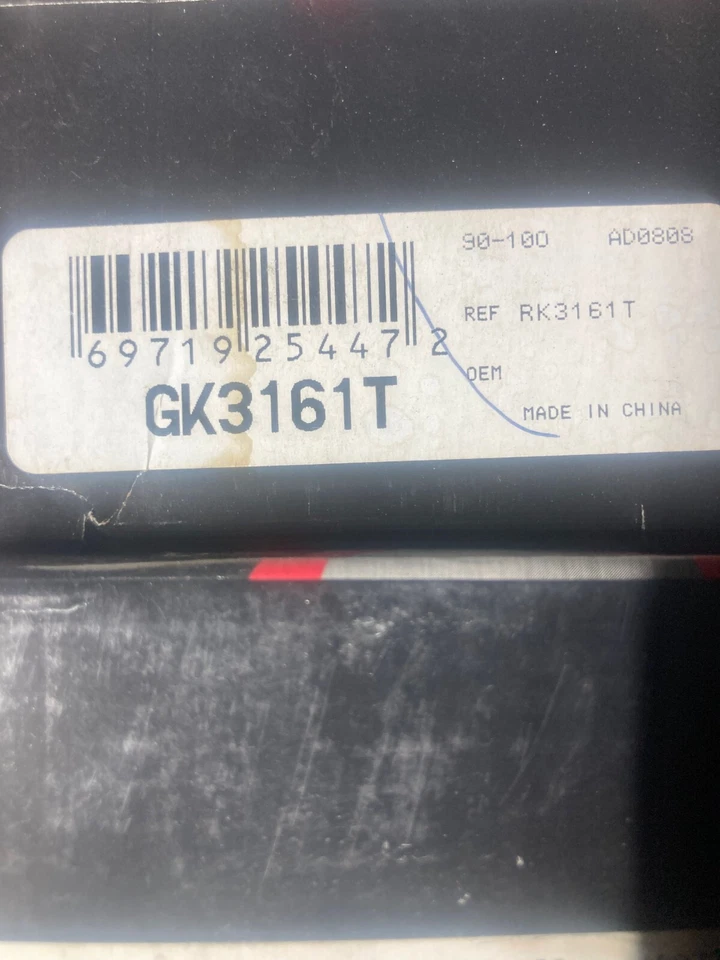 90-100 AD0808
69719 25447 2
REF RK3161T
OEM
GK3161T
MADE IN CHINA